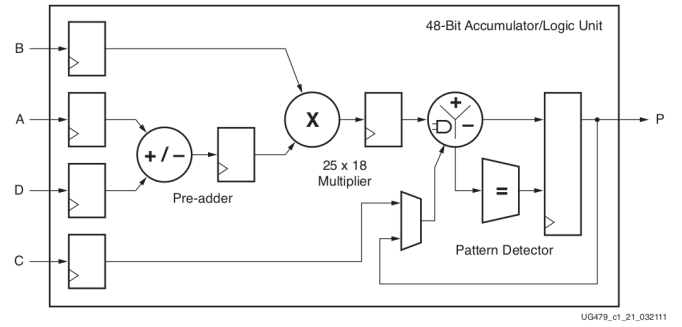 48-Bit Accumulator/Logic Unit
B
A
D
C
+ / −
Pre-adder
X
25 x 18
Multiplier
+
−
=
Pattern Detector
P
UG479_c1_21_032111